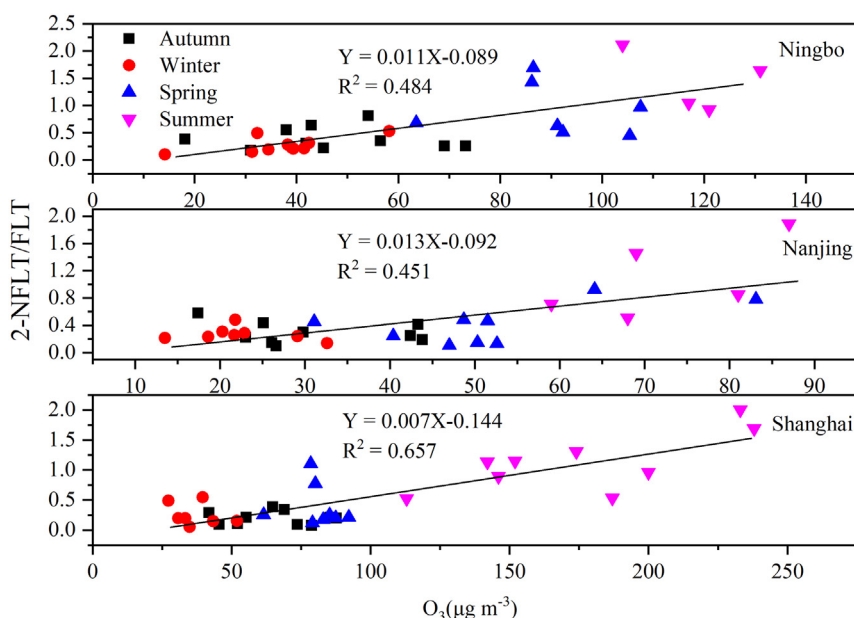 2.5
2.0
1.5
1.0
0.5
0.0
Autumn
Winter
Spring
Summer
Y = 0.011X-0.089
R² = 0.484
Ningbo
0 20 40 60 80 100 120 140
2-NFLT/FLT
2.0
1.6
1.2
0.8
0.4
0.0
Y = 0.013X-0.092
R² = 0.451
Nanjing
10 20 30 40 50 60 70 80 90
2.0
1.5
1.0
0.5
0.0
Y = 0.007X-0.144
R² = 0.657
Shanghai
0 50 100 150 200 250
O₃(μg m⁻³)